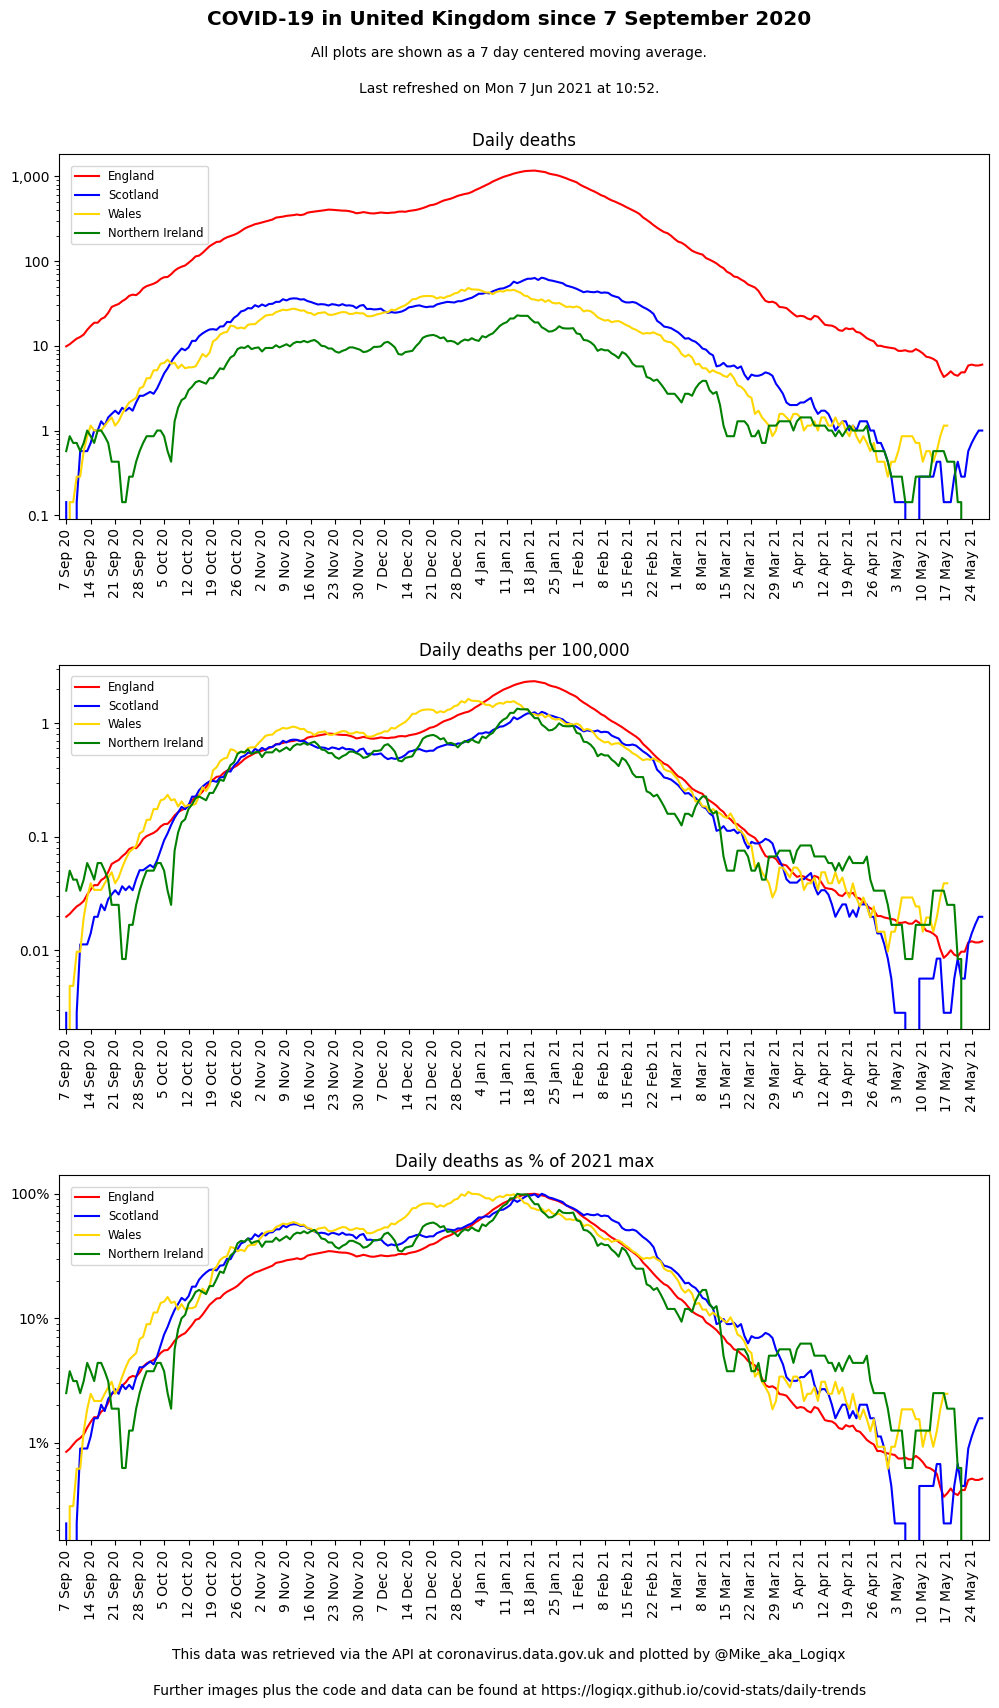 COVID-19 in United Kingdom since 7 September 2020
All plots are shown as a 7 day centered moving average.
Last refreshed on Mon 7 Jun 2021 at 10:52.
Daily deaths
England
Scotland
Wales
Northern Ireland
1,000
100
10
1
0.1
7 Sep 20
14 Sep 20
21 Sep 20
28 Sep 20
5 Oct 20
12 Oct 20
19 Oct 20
26 Oct 20
2 Nov 20
9 Nov 20
16 Nov 20
23 Nov 20
30 Nov 20
7 Dec 20
14 Dec 20
21 Dec 20
28 Dec 20
4 Jan 21
11 Jan 21
18 Jan 21
25 Jan 21
1 Feb 21
8 Feb 21
15 Feb 21
22 Feb 21
1 Mar 21
8 Mar 21
15 Mar 21
22 Mar 21
29 Mar 21
5 Apr 21
12 Apr 21
19 Apr 21
26 Apr 21
3 May 21
10 May 21
17 May 21
24 May 21
Daily deaths per 100,000
England
Scotland
Wales
Northern Ireland
1
0.1
0.01
7 Sep 20
14 Sep 20
21 Sep 20
28 Sep 20
5 Oct 20
12 Oct 20
19 Oct 20
26 Oct 20
2 Nov 20
9 Nov 20
16 Nov 20
23 Nov 20
30 Nov 20
7 Dec 20
14 Dec 20
21 Dec 20
28 Dec 20
4 Jan 21
11 Jan 21
18 Jan 21
25 Jan 21
1 Feb 21
8 Feb 21
15 Feb 21
22 Feb 21
1 Mar 21
8 Mar 21
15 Mar 21
22 Mar 21
29 Mar 21
5 Apr 21
12 Apr 21
19 Apr 21
26 Apr 21
3 May 21
10 May 21
17 May 21
24 May 21
Daily deaths as % of 2021 max
England
Scotland
Wales
Northern Ireland
100%
10%
1%
7 Sep 20
14 Sep 20
21 Sep 20
28 Sep 20
5 Oct 20
12 Oct 20
19 Oct 20
26 Oct 20
2 Nov 20
9 Nov 20
16 Nov 20
23 Nov 20
30 Nov 20
7 Dec 20
14 Dec 20
21 Dec 20
28 Dec 20
4 Jan 21
11 Jan 21
18 Jan 21
25 Jan 21
1 Feb 21
8 Feb 21
15 Feb 21
22 Feb 21
1 Mar 21
8 Mar 21
15 Mar 21
22 Mar 21
29 Mar 21
5 Apr 21
12 Apr 21
19 Apr 21
26 Apr 21
3 May 21
10 May 21
17 May 21
24 May 21
This data was retrieved via the API at coronavirus.data.gov.uk and plotted by @Mike_aka_Logiqx
Further images plus the code and data can be found at https://logiqx.github.io/covid-stats/daily-trends